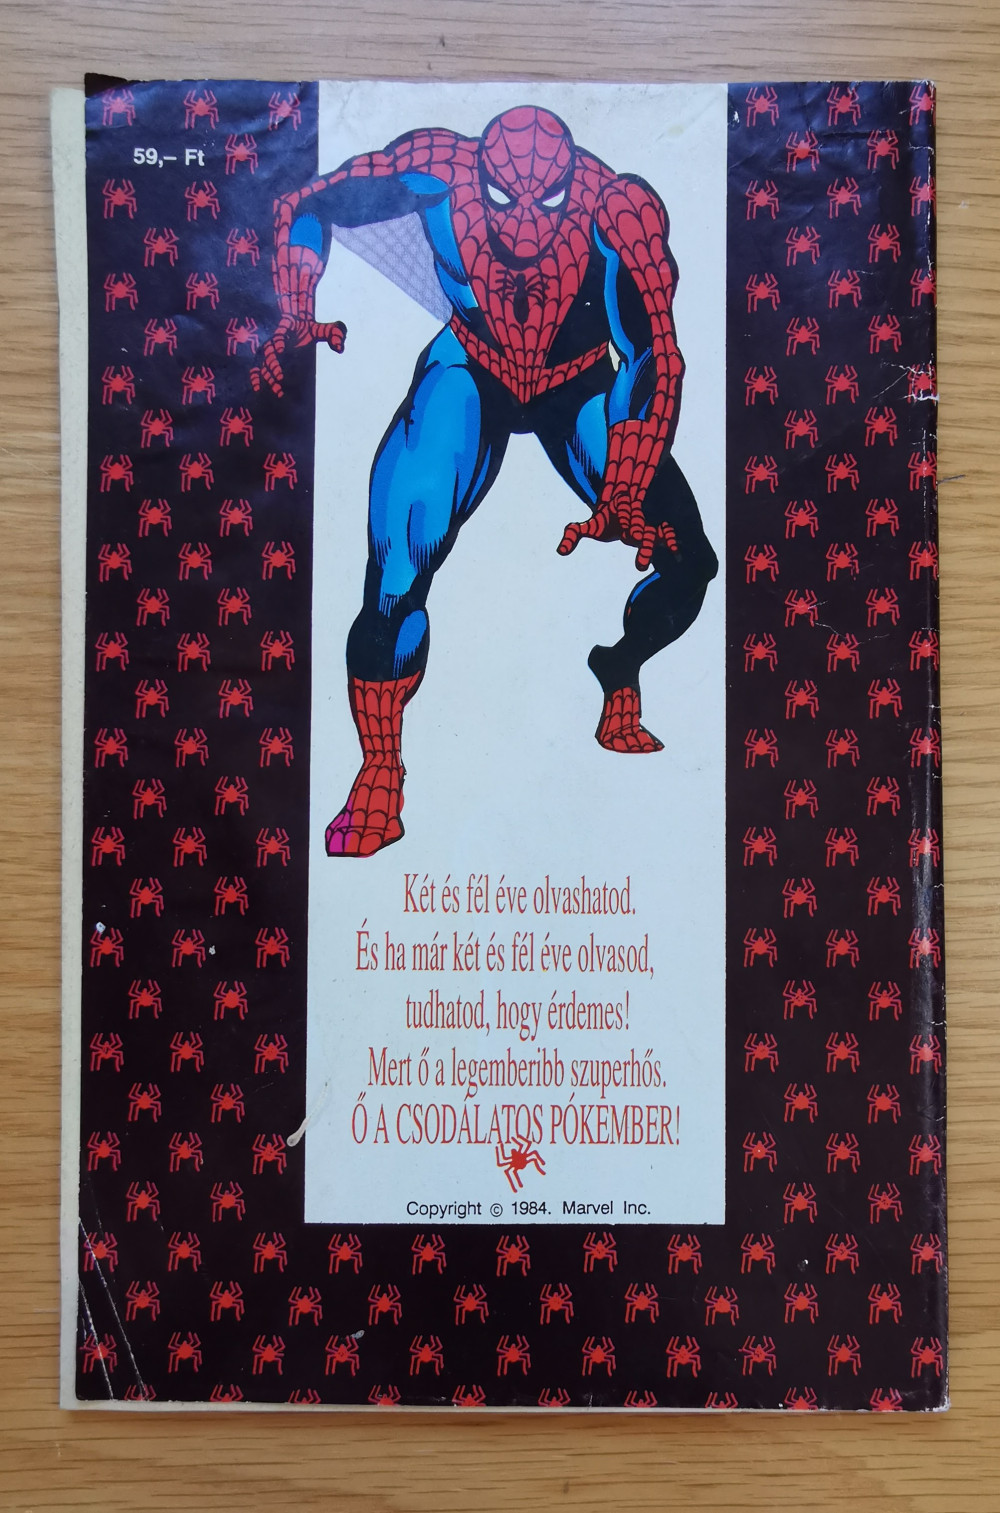 59,– Ft
Két és fél éve olvashatod.
És ha már két és fél éve olvasod,
tudhatod, hogy érdemes!
Mert ő a legemberibb szuperhős.
Ő A CSODÁLATOS PÓKEMBER!
Copyright © 1984. Marvel Inc.